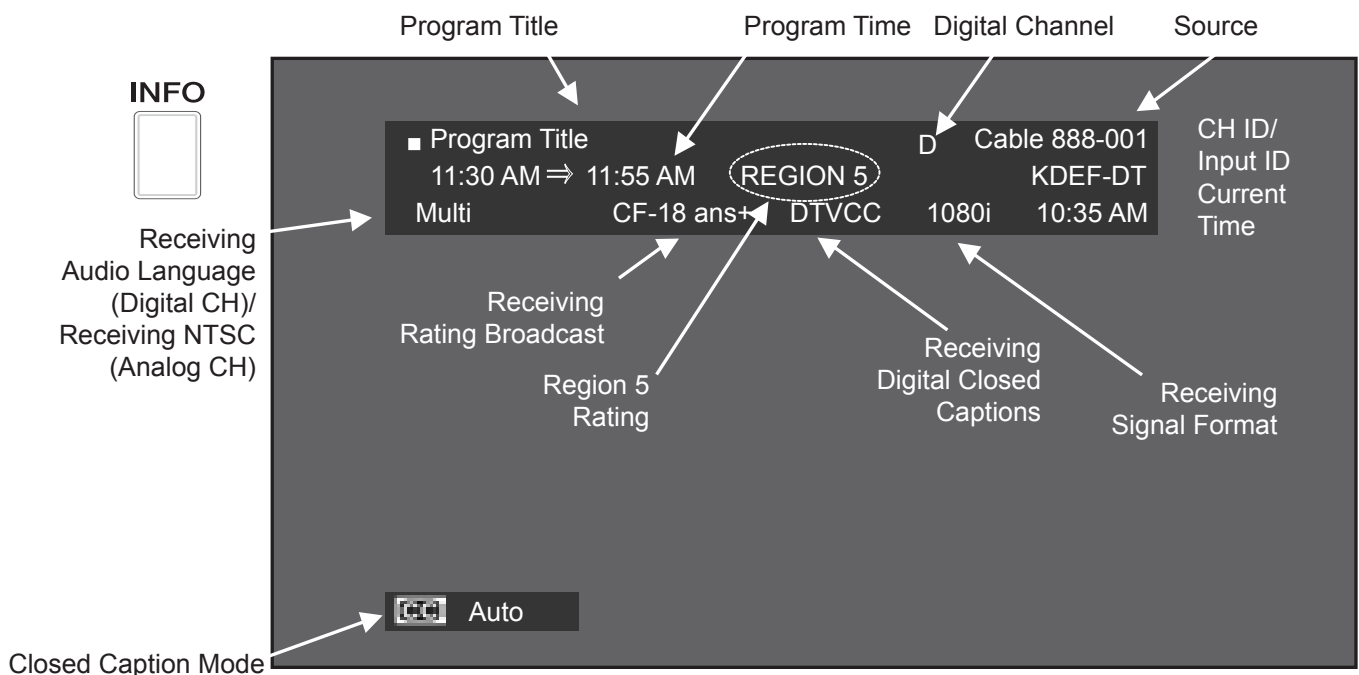 Program Title Program Time Digital Channel Source
INFO
Program Title D Cable 888-001
11:30 AM ⇒ 11:55 AM REGION 5 KDEF-DT
Multi CF-18 ans+ DTVCC 1080i 10:35 AM
CH ID/
Input ID
Current
Time
Receiving
Audio Language
(Digital CH)/
Receiving NTSC
(Analog CH)
Receiving
Rating Broadcast
Region 5
Rating
Receiving
Digital Closed
Captions
Receiving
Signal Format
CC Auto
Closed Caption Mode